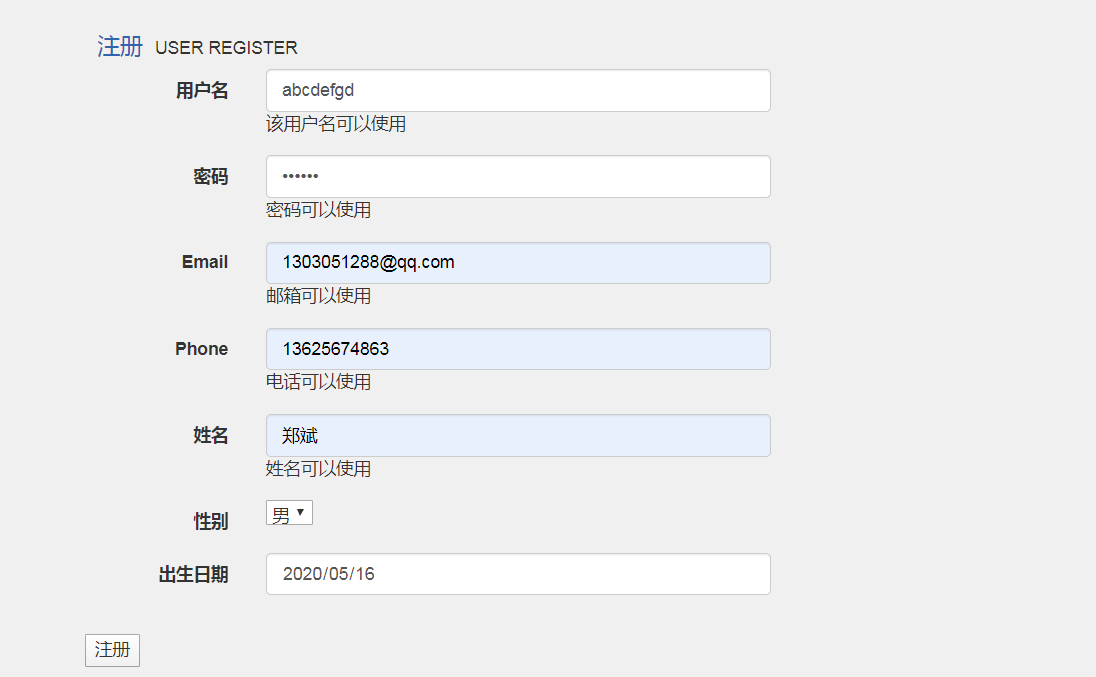 注册 USER REGISTER
用户名 abcdefgd
该用户名可以使用
密码 ••••••
密码可以使用
Email 1303051288@qq.com
邮箱可以使用
Phone 13625674863
电话可以使用
姓名 郑斌
姓名可以使用
性别 男
出生日期 2020/05/16
注册